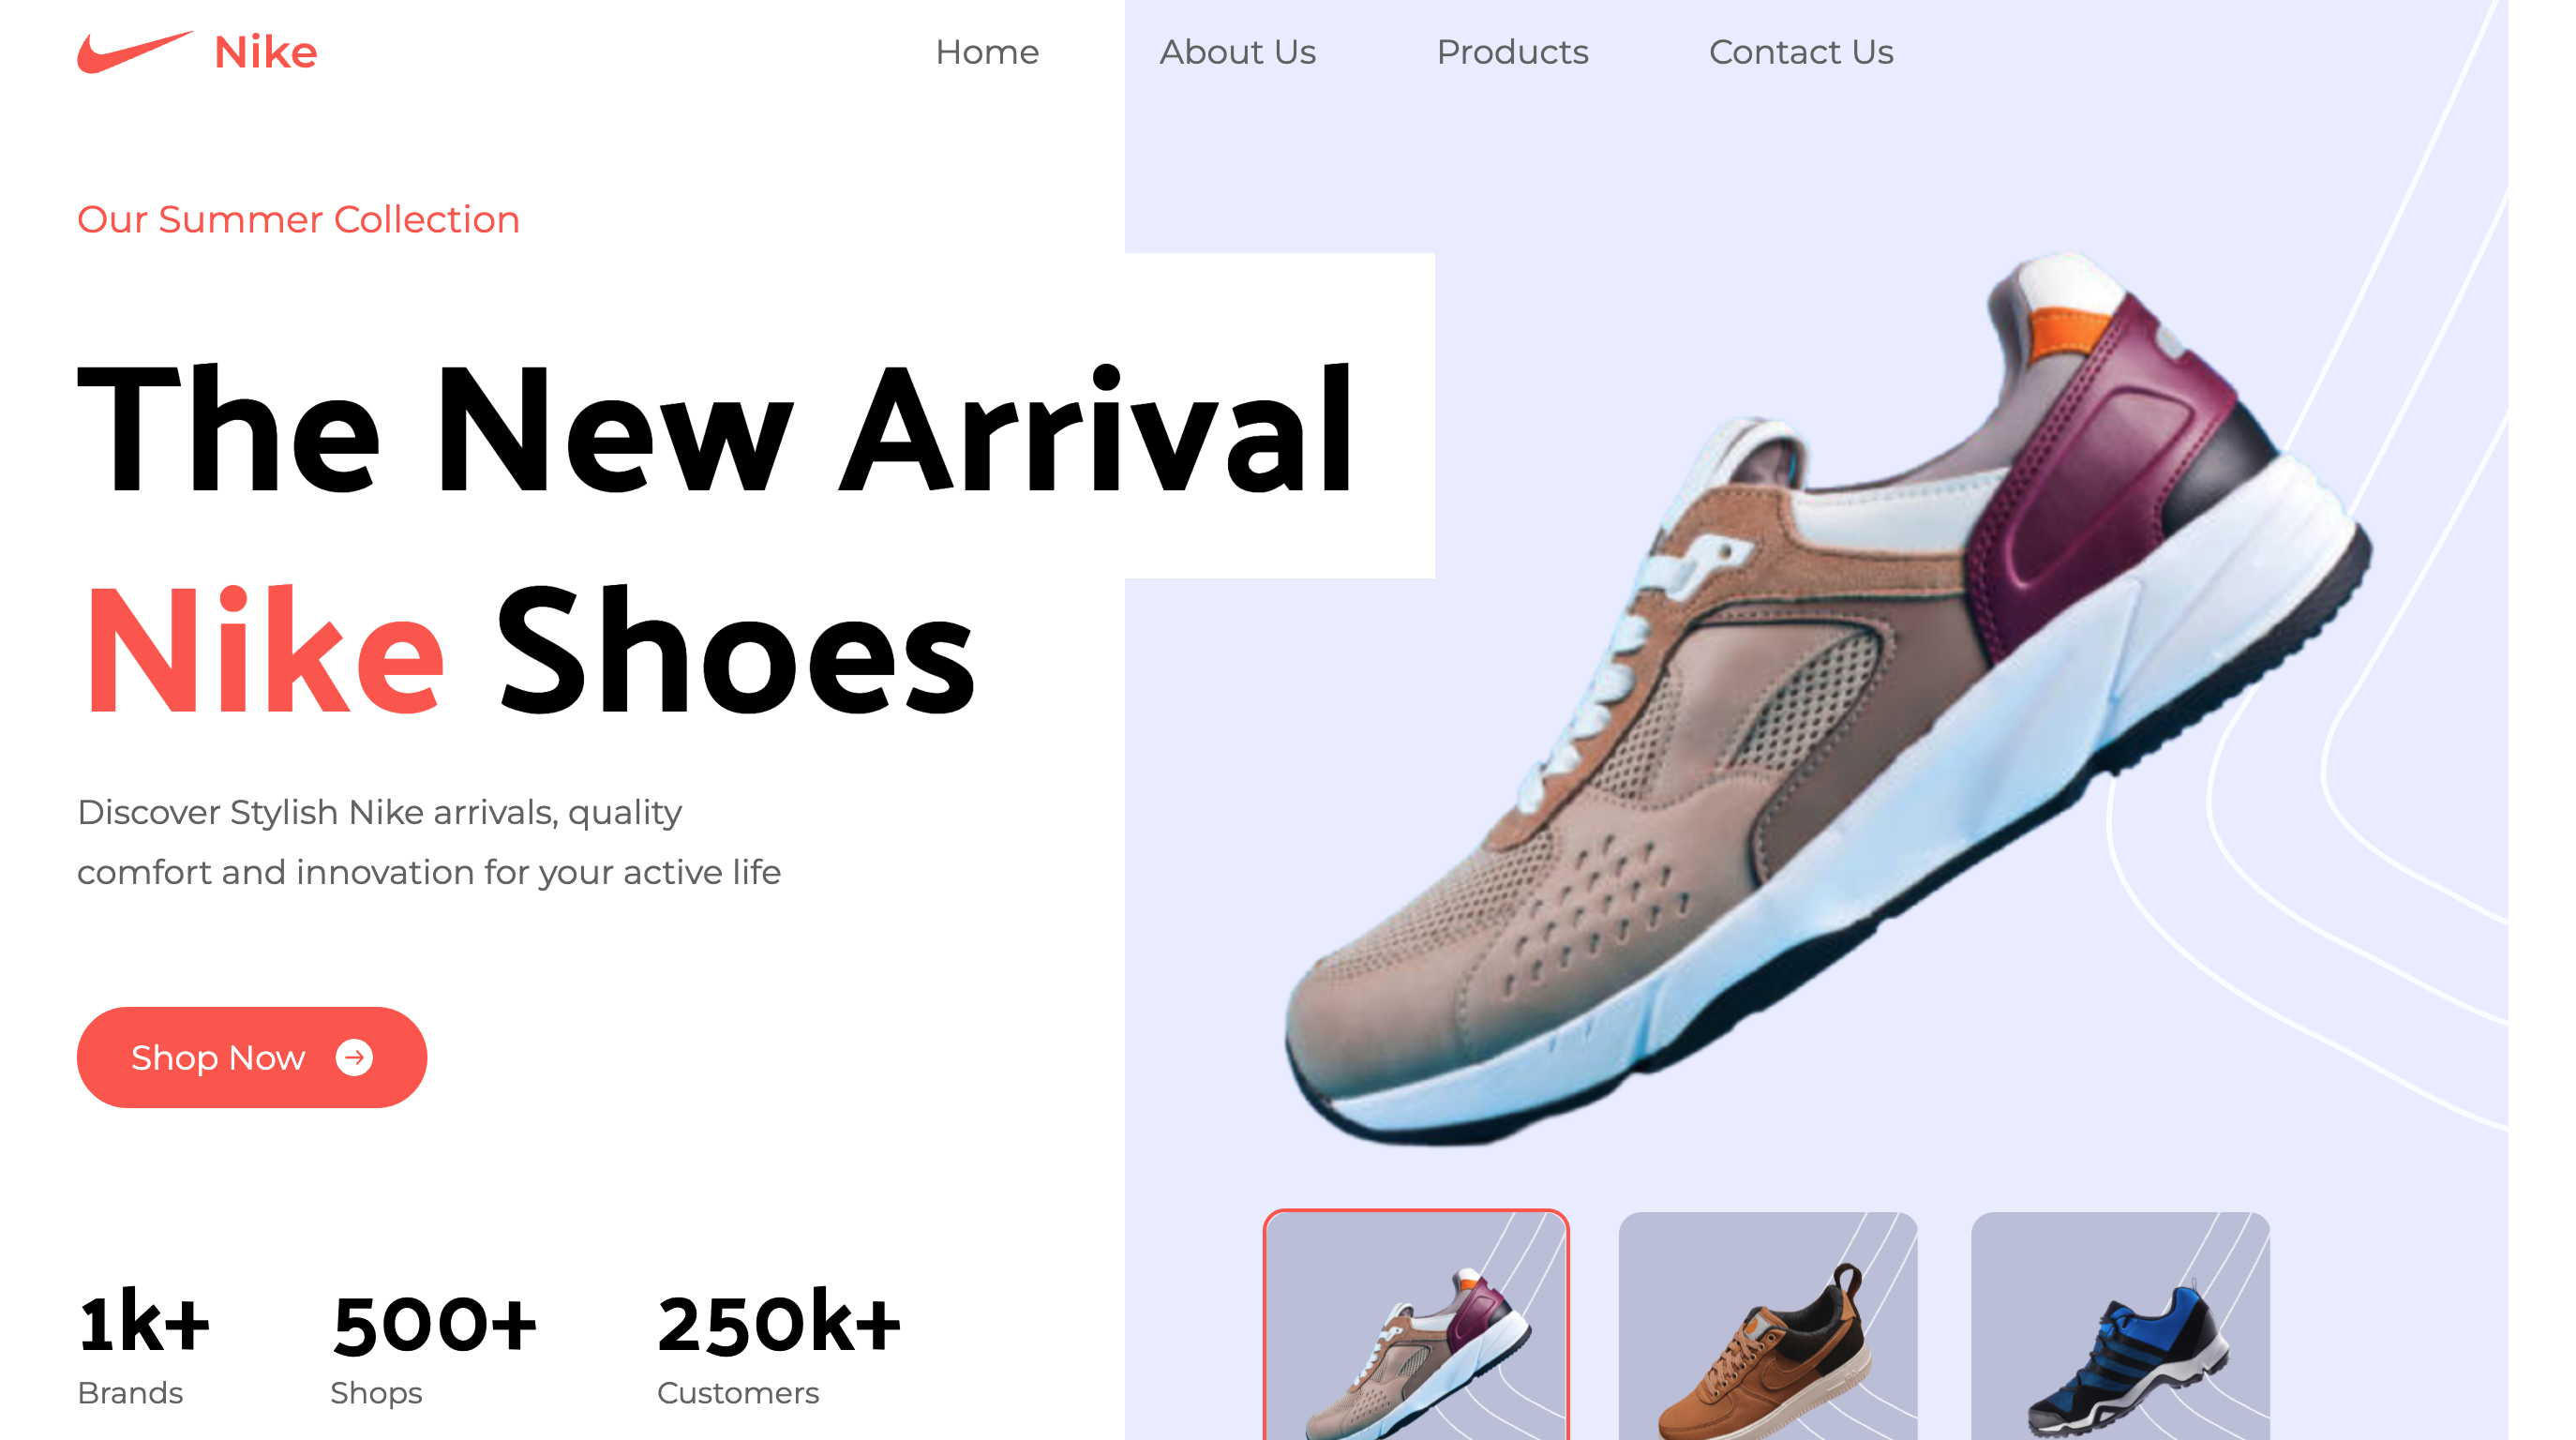 Nike
Home
About Us
Products
Contact Us
Our Summer Collection
The New Arrival
Nike Shoes
Discover Stylish Nike arrivals, quality
comfort and innovation for your active life
Shop Now
1k+
Brands
500+
Shops
250k+
Customers